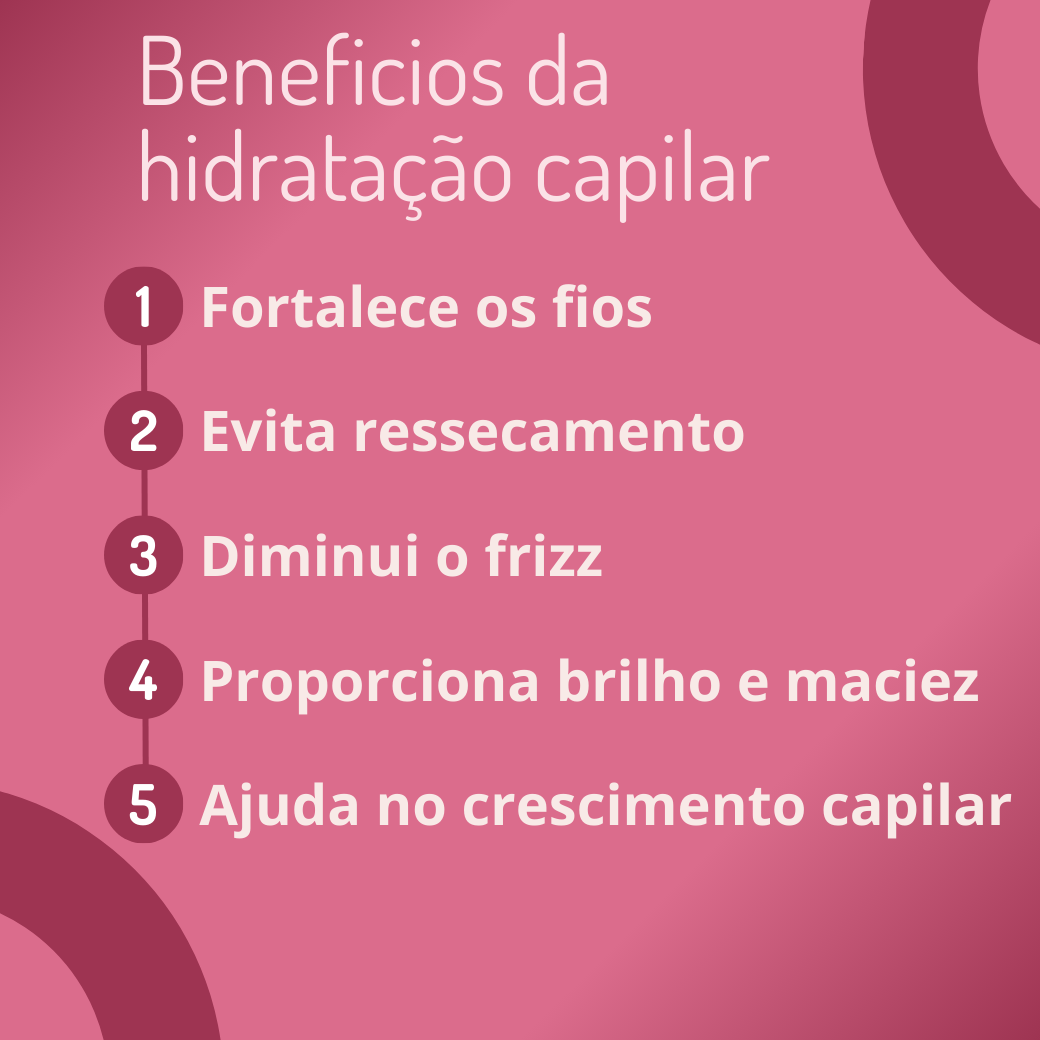 Beneficios da
hidratação capilar
1 Fortalece os fios
2 Evita ressecamento
3 Diminui o frizz
4 Proporciona brilho e maciez
5 Ajuda no crescimento capilar